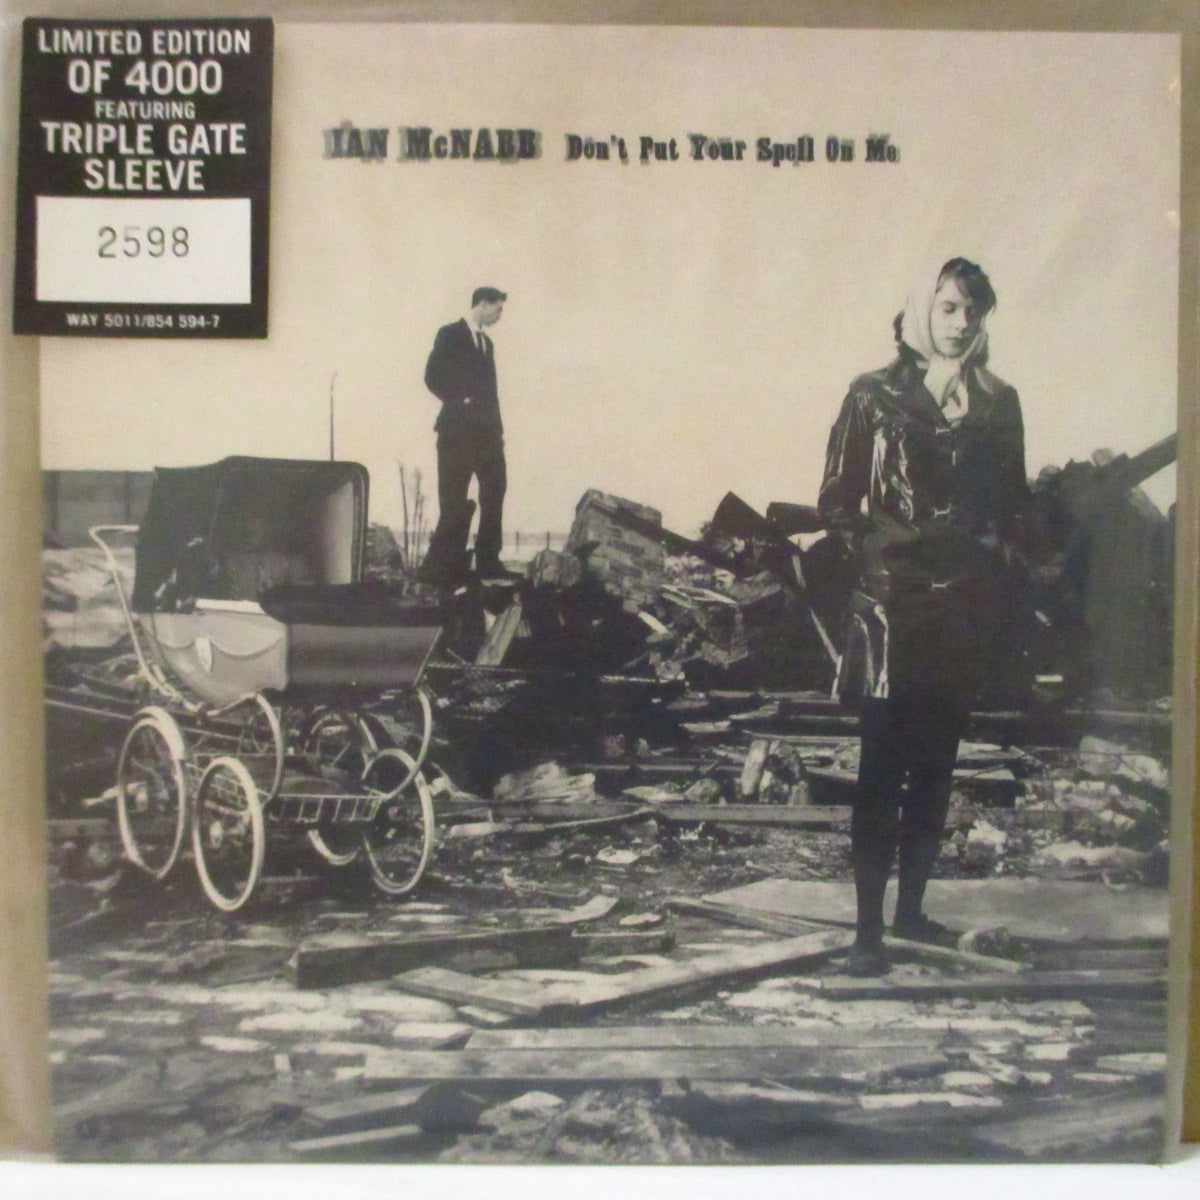 LIMITED EDITION
OF 4000
FEATURING
TRIPLE GATE
SLEEVE
2598
WAY 5011/854 594-7
IAN McNABB Don't Put Your Spell On Me